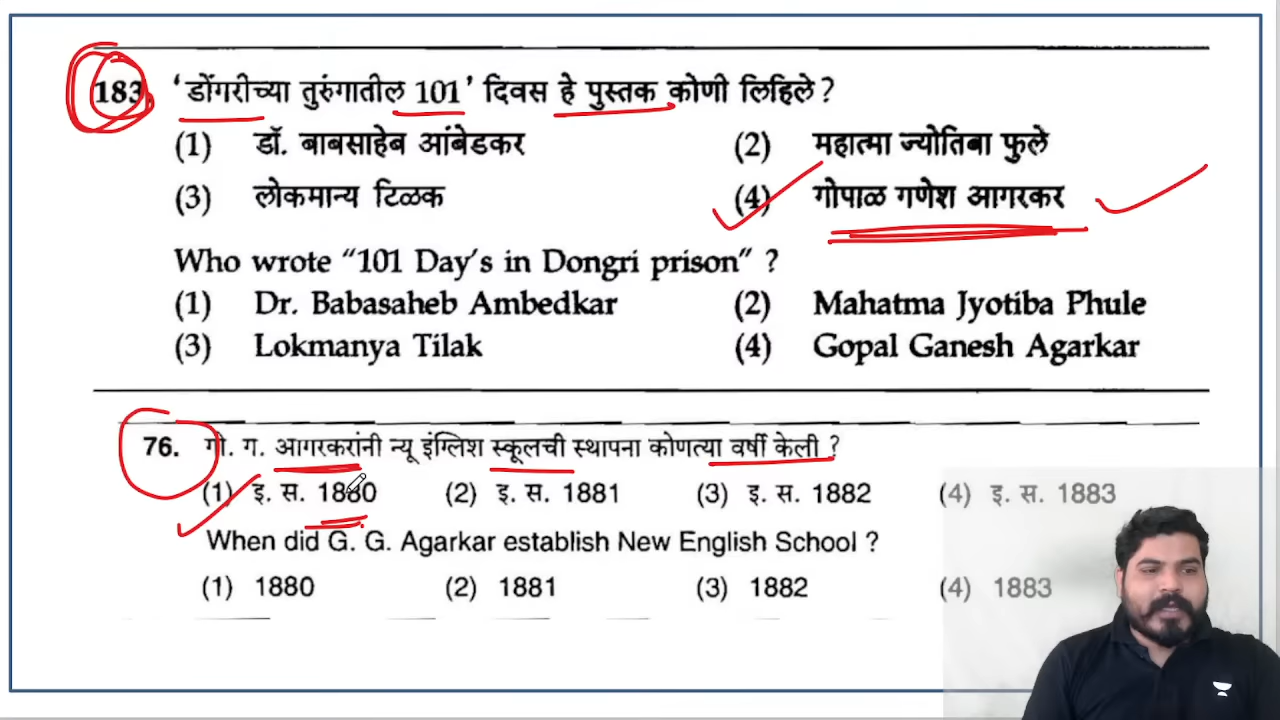 183. 'डोंगरीच्या तुरुंगातील 101' दिवस हे पुस्तक कोणी लिहिले ?
(1) डॉ. बाबसाहेब आंबेडकर (2) महात्मा ज्योतिबा फुले
(3) लोकमान्य टिळक (4) गोपाळ गणेश आगरकर
Who wrote "101 Day's in Dongri prison" ?
(1) Dr. Babasaheb Ambedkar (2) Mahatma Jyotiba Phule
(3) Lokmanya Tilak (4) Gopal Ganesh Agarkar
76. गो. ग. आगरकरांनी न्यू इंग्लिश स्कूलची स्थापना कोणत्या वर्षी केली ?
(1) इ. स. 1880 (2) इ. स. 1881 (3) इ. स. 1882 (4) इ. स. 1883
When did G. G. Agarkar establish New English School ?
(1) 1880 (2) 1881 (3) 1882 (4) 1883